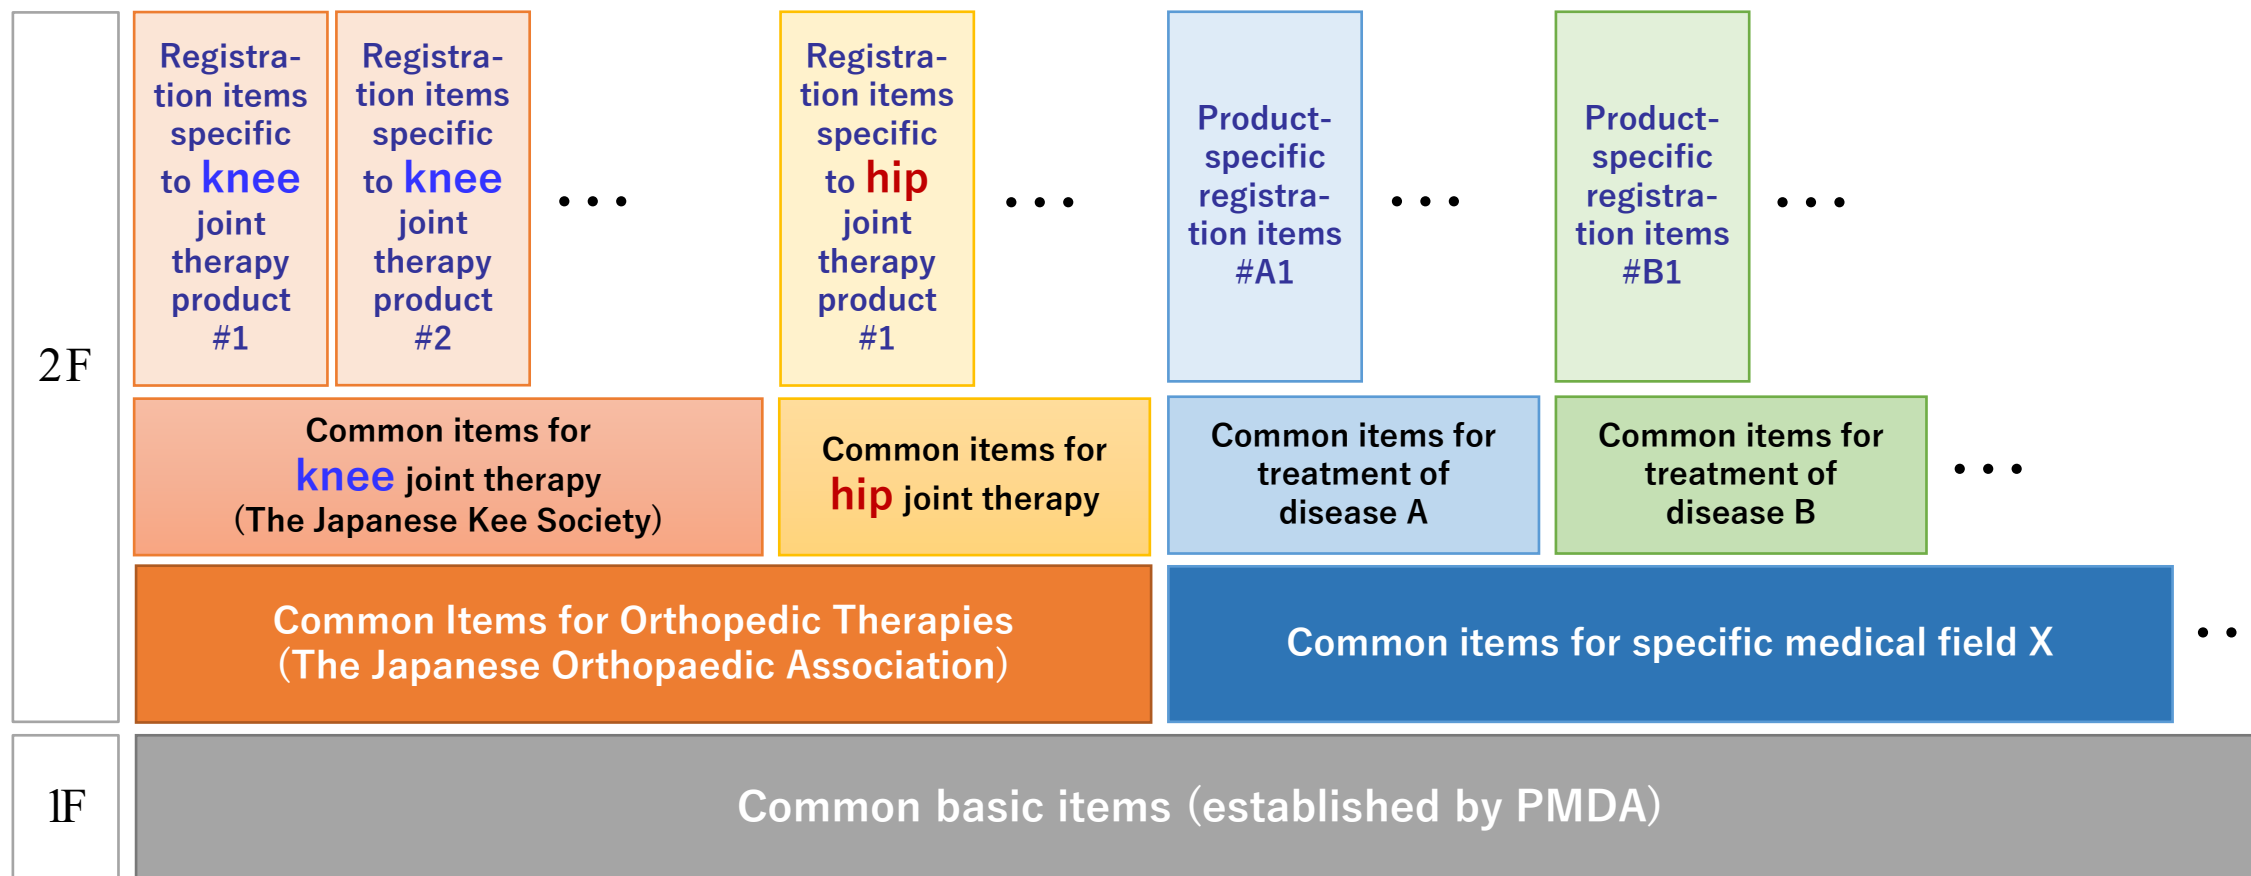 2F
Registra-
tion items
specific
to knee
joint
therapy
product
#1
Registra-
tion items
specific
to knee
joint
therapy
product
#2
...
Registra-
tion items
specific
to hip
joint
therapy
product
#1
...
Product-
specific
registra-
tion items
#A1
...
Product-
specific
registra-
tion items
#B1
...
Common items for
knee joint therapy
(The Japanese Kee Society)
Common items for
hip joint therapy
Common items for
treatment of
disease A
Common items for
treatment of
disease B
...
Common Items for Orthopedic Therapies
(The Japanese Orthopaedic Association)
Common items for specific medical field X
..
1F
Common basic items (established by PMDA)